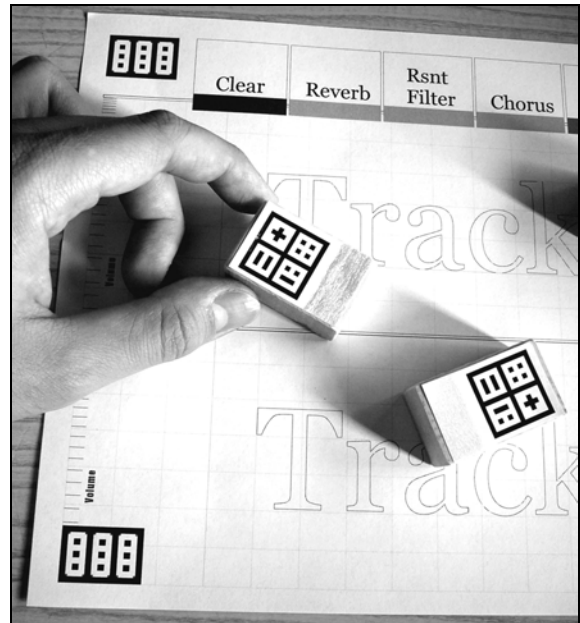 Clear
Reverb
Rsnt
Filter
Chorus
Track
Volume
Track
Volume